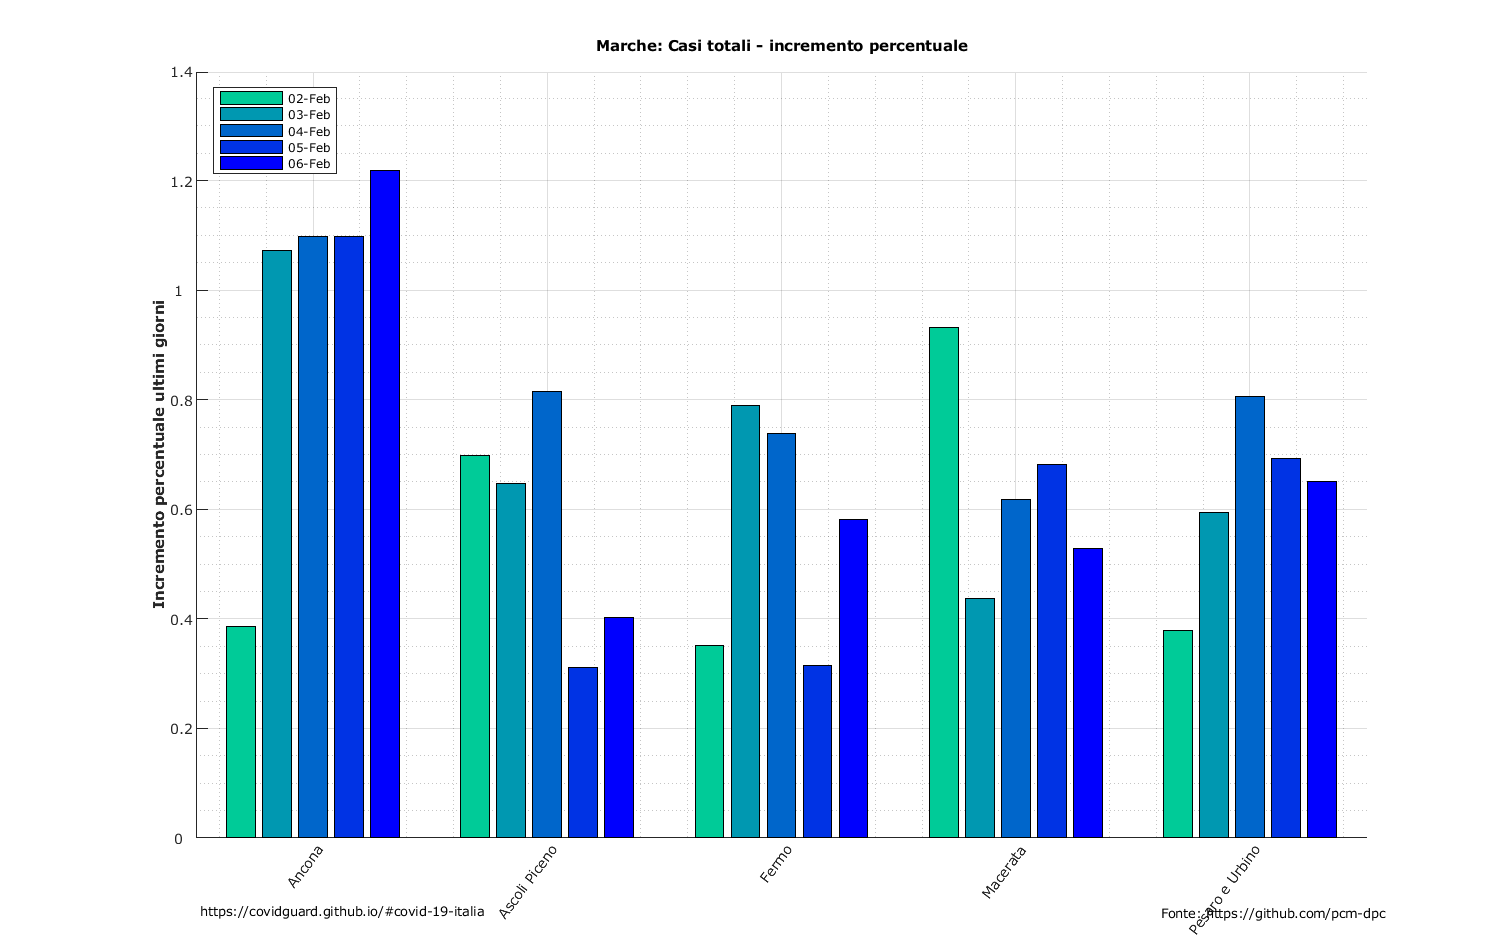 Marche: Casi totali - incremento percentuale
Incremento percentuale ultimi giorni
1.4
1.2
1
0.8
0.6
0.4
0.2
0
02-Feb
03-Feb
04-Feb
05-Feb
06-Feb
Ancona
Ascoli Piceno
Fermo
Macerata
Pesaro e Urbino
https://covidguard.github.io/#covid-19-italia
Fonte: https://github.com/pcm-dpc